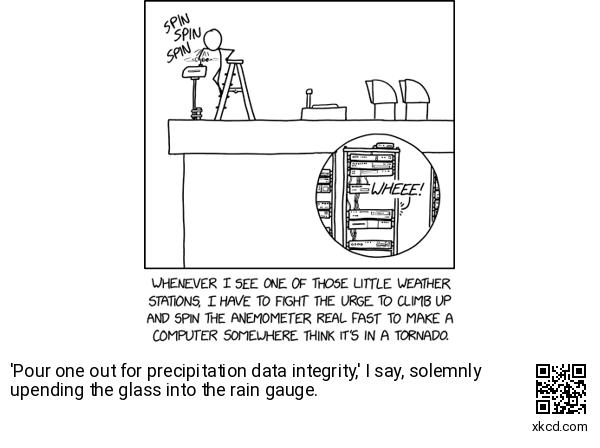 SPIN
SPIN
SPIN
WHEEE!
WHENEVER I SEE ONE OF THOSE LITTLE WEATHER
STATIONS, I HAVE TO FIGHT THE URGE TO CLIMB UP
AND SPIN THE ANEMOMETER REAL FAST TO MAKE A
COMPUTER SOMEWHERE THINK IT'S IN A TORNADO.
'Pour one out for precipitation data integrity,' I say, solemnly
upending the glass into the rain gauge.
xkcd.com